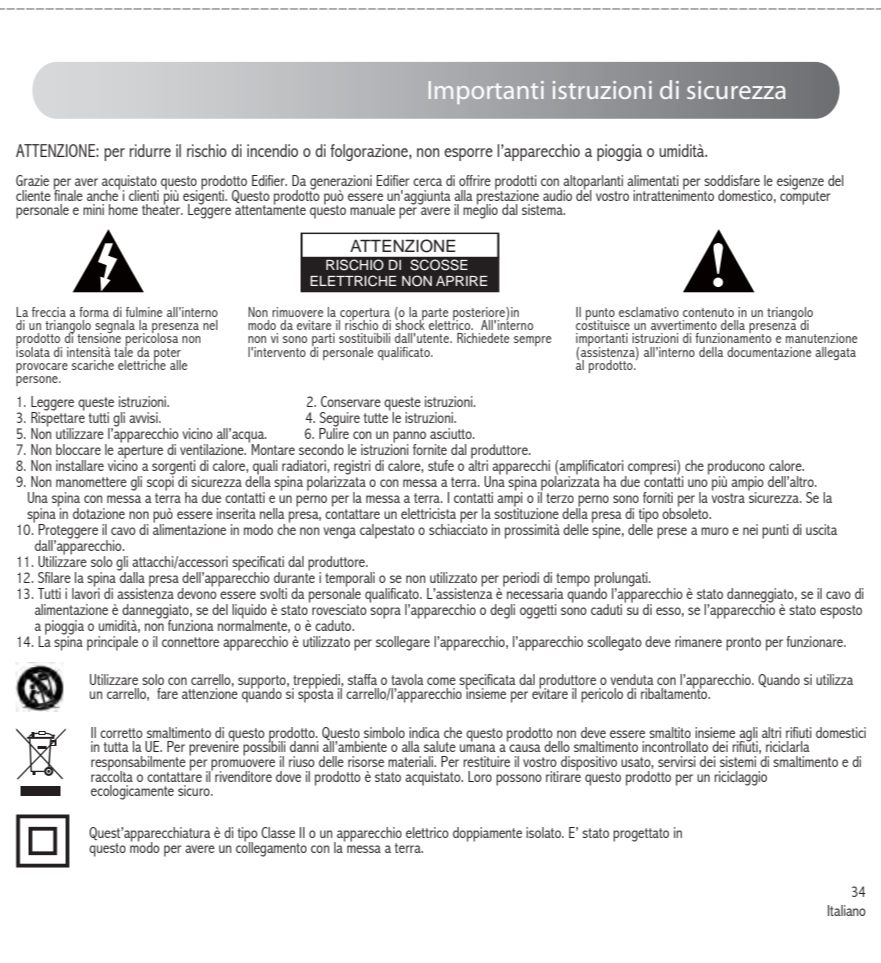 Importanti istruzioni di sicurezza
ATTENZIONE: per ridurre il rischio di incendio o di folgorazione, non esporre l'apparecchio a pioggia o umidità.
Grazie per aver acquistato questo prodotto Edifier. Da generazioni Edifier cerca di offrire prodotti con altoparlanti alimentati per soddisfare le esigenze del
cliente finale anche i clienti più esigenti. Questo prodotto può essere un'aggiunta alla prestazione audio del vostro intrattenimento domestico, computer
personale e mini home theater. Leggere attentamente questo manuale per avere il meglio dal sistema.
ATTENZIONE
RISCHIO DI SCOSSE
ELETTRICHE NON APRIRE
La freccia a forma di fulmine all'interno
di un triangolo segnala la presenza nel
prodotto di tensione pericolosa non
isolata di intensità tale da poter
provocare scariche elettriche alle
persone.
Non rimuovere la copertura (o la parte posteriore)in
modo da evitare il rischio di shock elettrico. All'interno
non vi sono parti sostituibili dall'utente. Richiedete sempre
l'intervento di personale qualificato.
Il punto esclamativo contenuto in un triangolo
costituisce un avvertimento della presenza di
importanti istruzioni di funzionamento e manutenzione
(assistenza) all'interno della documentazione allegata
al prodotto.
1. Leggere queste istruzioni. 2. Conservare queste istruzioni.
3. Rispettare tutti gli avvisi. 4. Seguire tutte le istruzioni.
5. Non utilizzare l'apparecchio vicino all'acqua. 6. Pulire con un panno asciutto.
7. Non bloccare le aperture di ventilazione. Montare secondo le istruzioni fornite dal produttore.
8. Non installare vicino a sorgenti di calore, quali radiatori, registri di calore, stufe o altri apparecchi (amplificatori compresi) che producono calore.
9. Non manomettere gli scopi di sicurezza della spina polarizzata o con messa a terra. Una spina polarizzata ha due contatti uno più ampio dell'altro.
Una spina con messa a terra ha due contatti e un perno per la messa a terra. I contatti ampi o il terzo perno sono forniti per la vostra sicurezza. Se la
spina in dotazione non può essere inserita nella presa, contattare un elettricista per la sostituzione della presa di tipo obsoleto.
10. Proteggere il cavo di alimentazione in modo che non venga calpestato o schiacciato in prossimità delle spine, delle prese a muro e nei punti di uscita
dall'apparecchio.
11. Utilizzare solo gli attacchi/accessori specificati dal produttore.
12. Sfilare la spina dalla presa dell'apparecchio durante i temporali o se non utilizzato per periodi di tempo prolungati.
13. Tutti i lavori di assistenza devono essere svolti da personale qualificato. L'assistenza è necessaria quando l'apparecchio è stato danneggiato, se il cavo di
alimentazione è danneggiato, se del liquido è stato rovesciato sopra l'apparecchio o degli oggetti sono caduti su di esso, se l'apparecchio è stato esposto
a pioggia o umidità, non funziona normalmente, o è caduto.
14. La spina principale o il connettore apparecchio è utilizzato per scollegare l'apparecchio, l'apparecchio scollegato deve rimanere pronto per funzionare.
Utilizzare solo con carrello, supporto, treppiedi, staffa o tavola come specificata dal produttore o venduta con l'apparecchio. Quando si utilizza
un carrello, fare attenzione quando si sposta il carrello/l'apparecchio insieme per evitare il pericolo di ribaltamento.
Il corretto smaltimento di questo prodotto. Questo simbolo indica che questo prodotto non deve essere smaltito insieme agli altri rifiuti domestici
in tutta la UE. Per prevenire possibili danni all'ambiente o alla salute umana a causa dello smaltimento incontrollato dei rifiuti, riciclarla
responsabilmente per promuovere il riuso delle risorse materiali. Per restituire il vostro dispositivo usato, servirsi dei sistemi di smaltimento e di
raccolta o contattare il rivenditore dove il prodotto è stato acquistato. Loro possono ritirare questo prodotto per un riciclaggio
ecologicamente sicuro.
Quest'apparecchiatura è di tipo Classe II o un apparecchio elettrico doppiamente isolato. E' stato progettato in
questo modo per avere un collegamento con la messa a terra.
34
Italiano